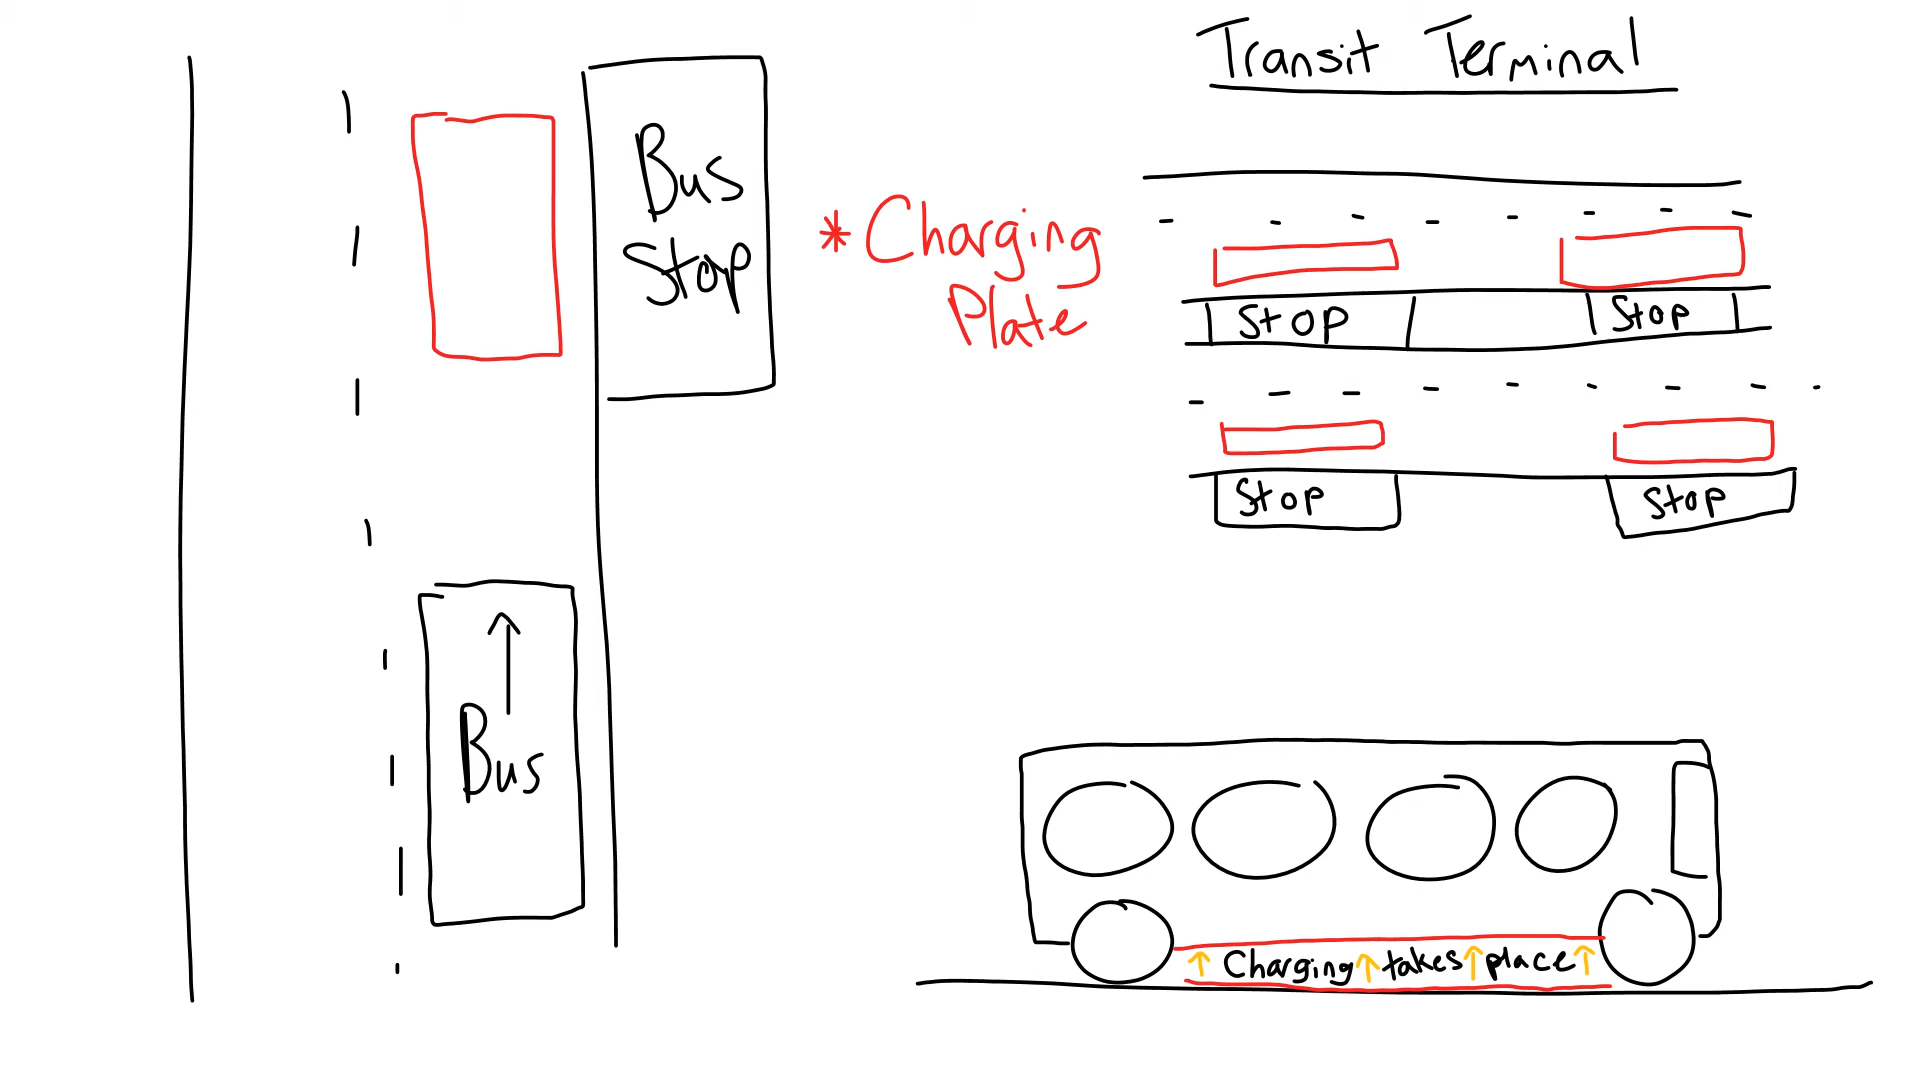 Bus
Stop
Bus
* Charging
Plate
Transit Terminal
Stop Stop
Stop Stop
Charging takes place